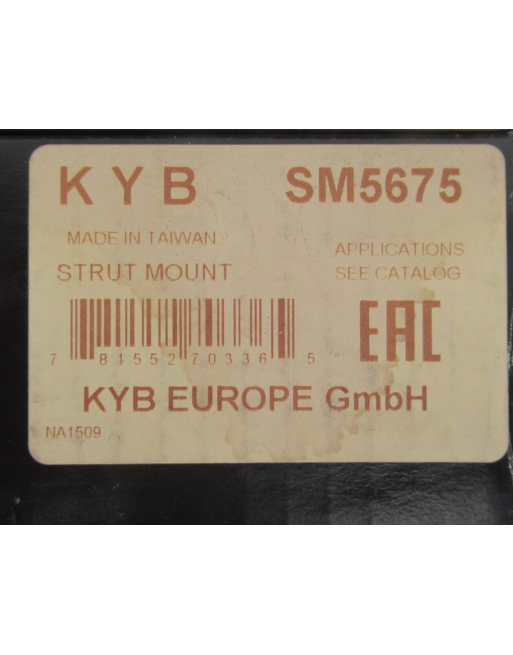 KYB SM5675
MADE IN TAIWAN
STRUT MOUNT
APPLICATIONS
SEE CATALOG
7 81552 70336 5
EAC
KYB EUROPE GmbH
NA1509